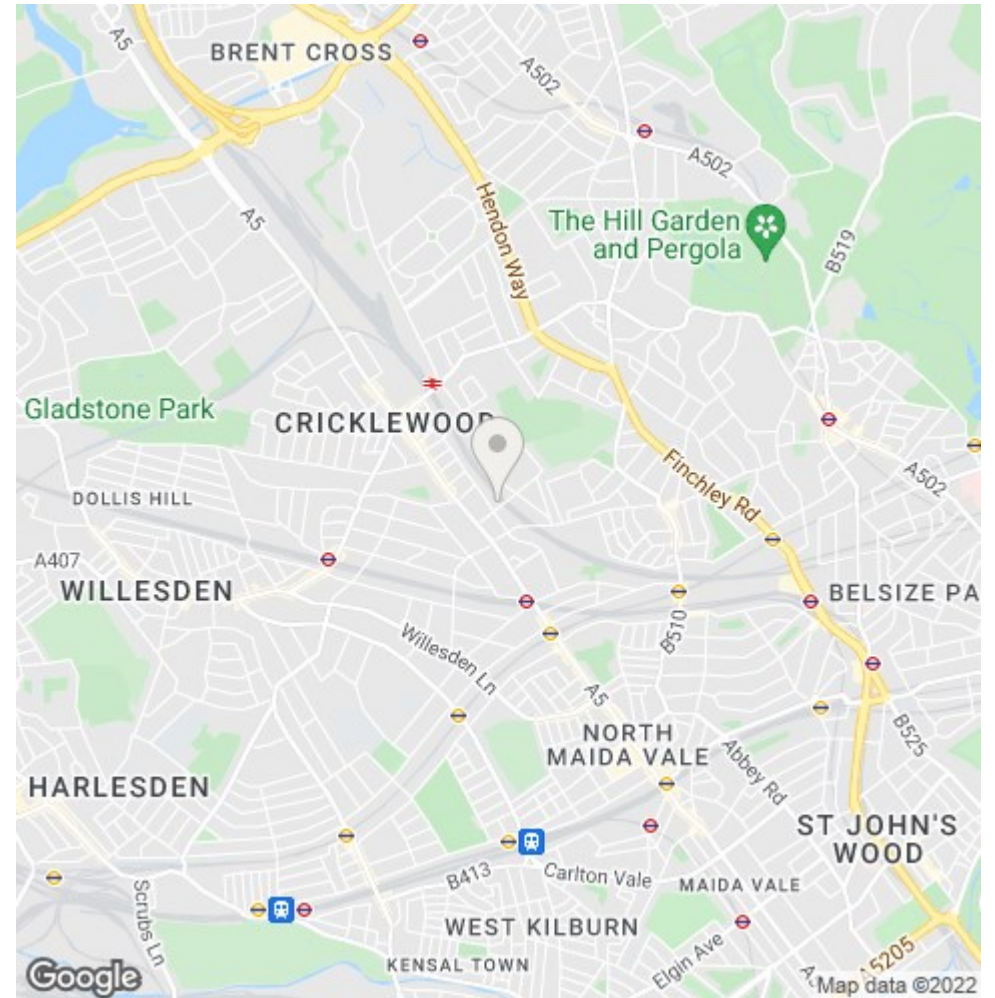 A5
BRENT CROSS
A502
A502
A5
Hendon Way
The Hill Garden
and Pergola
B519
Gladstone Park
CRICKLEWOOD
Finchley Rd
A502
DOLLIS HILL
A407
WILLESDEN
BELSIZE PA
B510
Willesden Ln
A5
NORTH
MAIDA VALE
Abbey Rd
B525
HARLESDEN
ST JOHN'S
WOOD
B413
Carlton Vale
MAIDA VALE
Scrubs Ln
WEST KILBURN
Elgin Ave
KENSAL TOWN
A5205
A5
Google
Map data ©2022